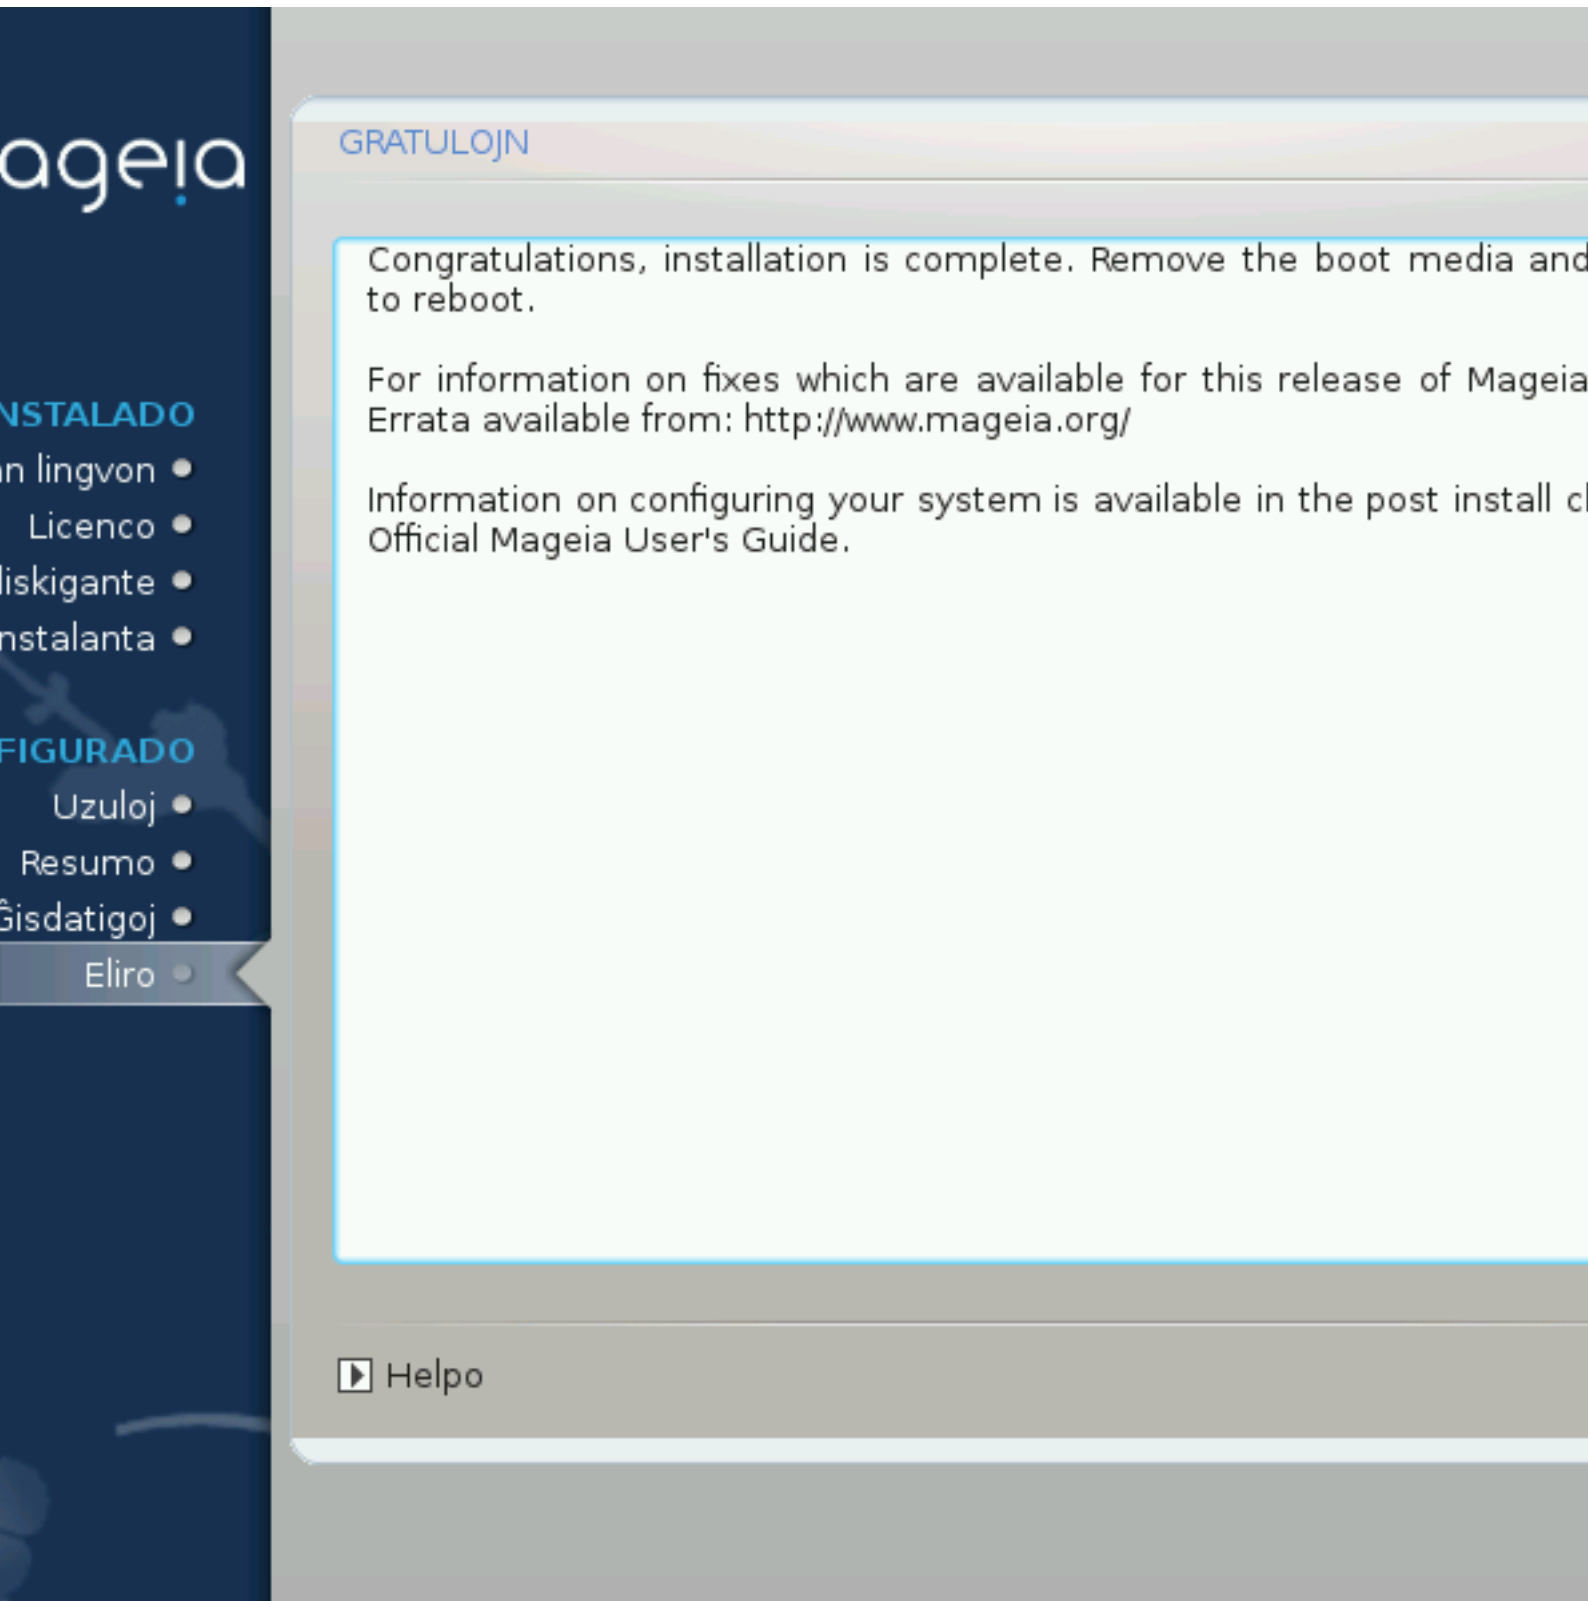 ageia
NSTALADO
n lingvon
Licenco
diskigante
nstalanta
FIGURADO
Uzuloj
Resumo
Ĝisdatigoj
Eliro
GRATULOJN
Congratulations, installation is complete. Remove the boot media and
to reboot.
For information on fixes which are available for this release of Mageia
Errata available from: http://www.mageia.org/
Information on configuring your system is available in the post install
Official Mageia User's Guide.
Helpo